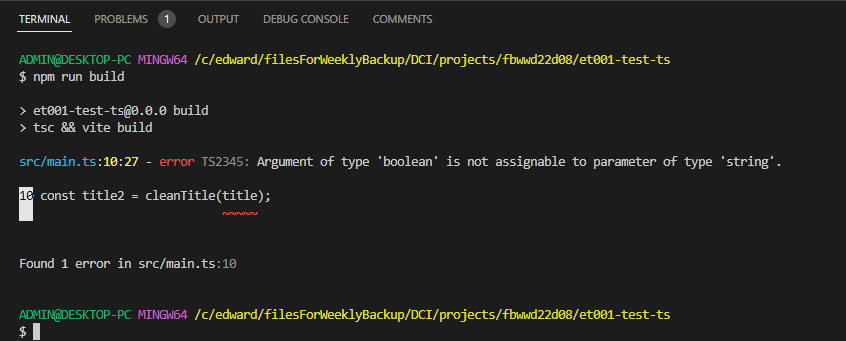 TERMINAL PROBLEMS 1 OUTPUT DEBUG CONSOLE COMMENTS
ADMIN@DESKTOP-PC MINGW64 /c/edward/filesForWeeklyBackup/DCI/projects/fbwwd22d08/et001-test-ts
$ npm run build
> et001-test-ts@0.0.0 build
> tsc && vite build
src/main.ts:10:27 - error TS2345: Argument of type 'boolean' is not assignable to parameter of type 'string'.
10 const title2 = cleanTitle(title);
~~~~~
Found 1 error in src/main.ts:10
ADMIN@DESKTOP-PC MINGW64 /c/edward/filesForWeeklyBackup/DCI/projects/fbwwd22d08/et001-test-ts
$